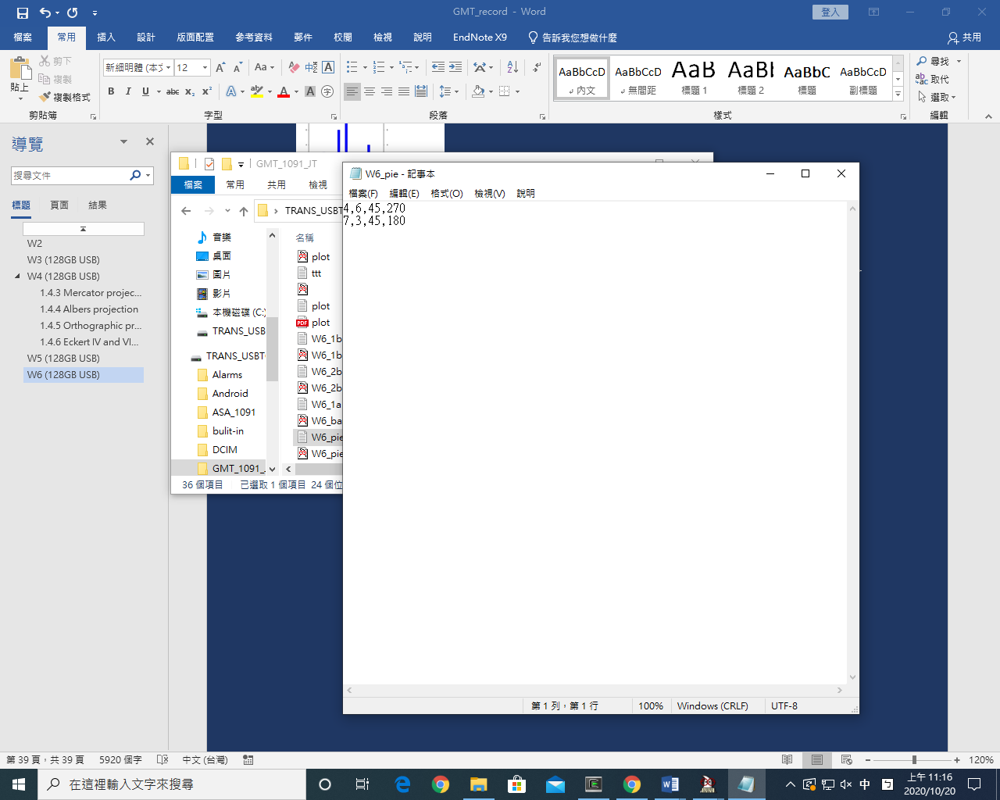 GMT_record - Word
登入
檔案 常用 插入 設計 版面配置 參考資料 郵件 校閱 檢視 說明 EndNote X9 告訴我您想做什麼 共用
貼上
剪下
複製
複製格式
剪貼簿
新細明體 (本文 12
字型
段落
AaBbCcD 內文
AaBbCcD 無間距
AaB 標題 1
AaBl 標題 2
AaBbC 標題
AaBbCcD 副標題
樣式
尋找
取代
選取
編輯
導覽
搜尋文件
標題 頁面 結果
W2
W3 (128GB USB)
W4 (128GB USB)
1.4.3 Mercator projec...
1.4.4 Albers projection
1.4.5 Orthographic pr...
1.4.6 Eckert IV and VI...
W5 (128GB USB)
W6 (128GB USB)
GMT_1091_JT
檔案 常用 共用 檢視
TRANS_USBT
音樂
桌面
圖片
影片
本機磁碟 (C:)
TRANS_USB
TRANS_USBT
Alarms
Android
ASA_1091
bulit-in
DCIM
GMT_1091_
名稱
plot
ttt
plot
plot
W6_1b
W6_1b
W6_2b
W6_2b
W6_1a
W6_ba
W6_pie
W6_pie
36 個項目 已選取 1 個項目 24 個位
W6_pie - 記事本
檔案(F) 編輯(E) 格式(O) 檢視(V) 說明
4,6,45,270
7,3,45,180
第 1 列，第 1 行 100% Windows (CRLF) UTF-8
第 39 頁，共 39 頁 5920 個字 中文 (台灣) 120%
在這裡輸入文字來搜尋
中
上午 11:16
2020/10/20